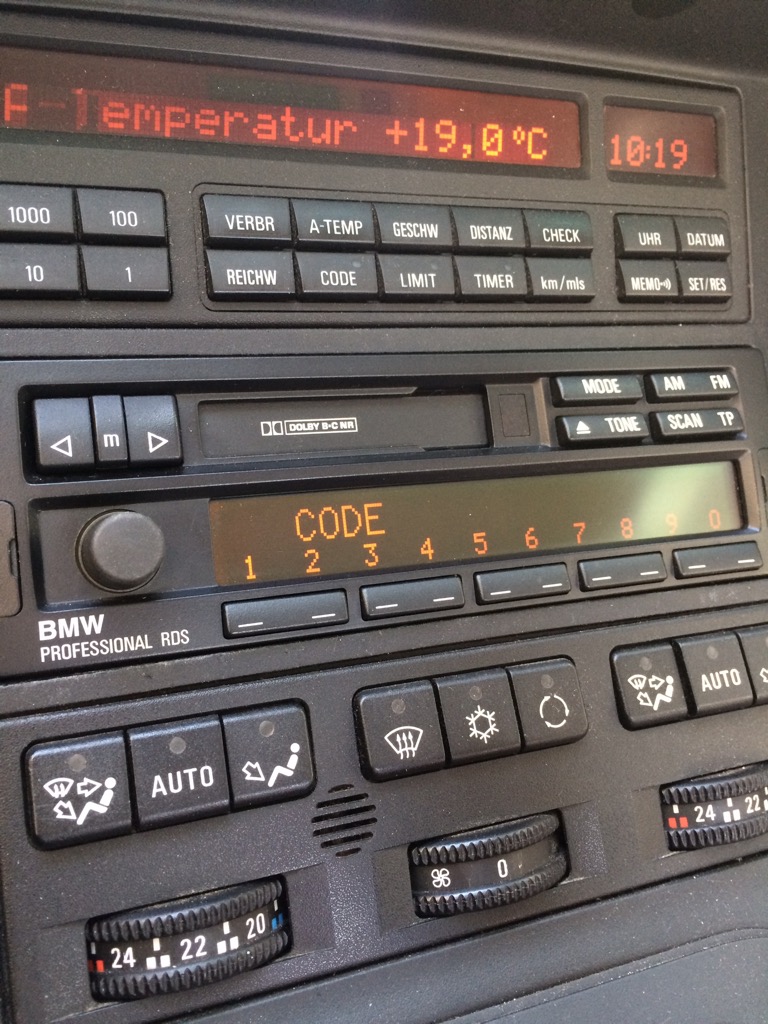 A-Temperatur +19,0°C 10:19
1000 100 VERBR A-TEMP GESCHW DISTANZ CHECK UHR DATUM
10 1 REICHW CODE LIMIT TIMER km/mls MEMO SET/RES
MODE AM FM
m DOLBY B·C NR TONE SCAN TP
CODE
1 2 3 4 5 6 7 8 9 0
BMW
PROFESSIONAL RDS
AUTO
AUTO
24 22
0
24 22 20